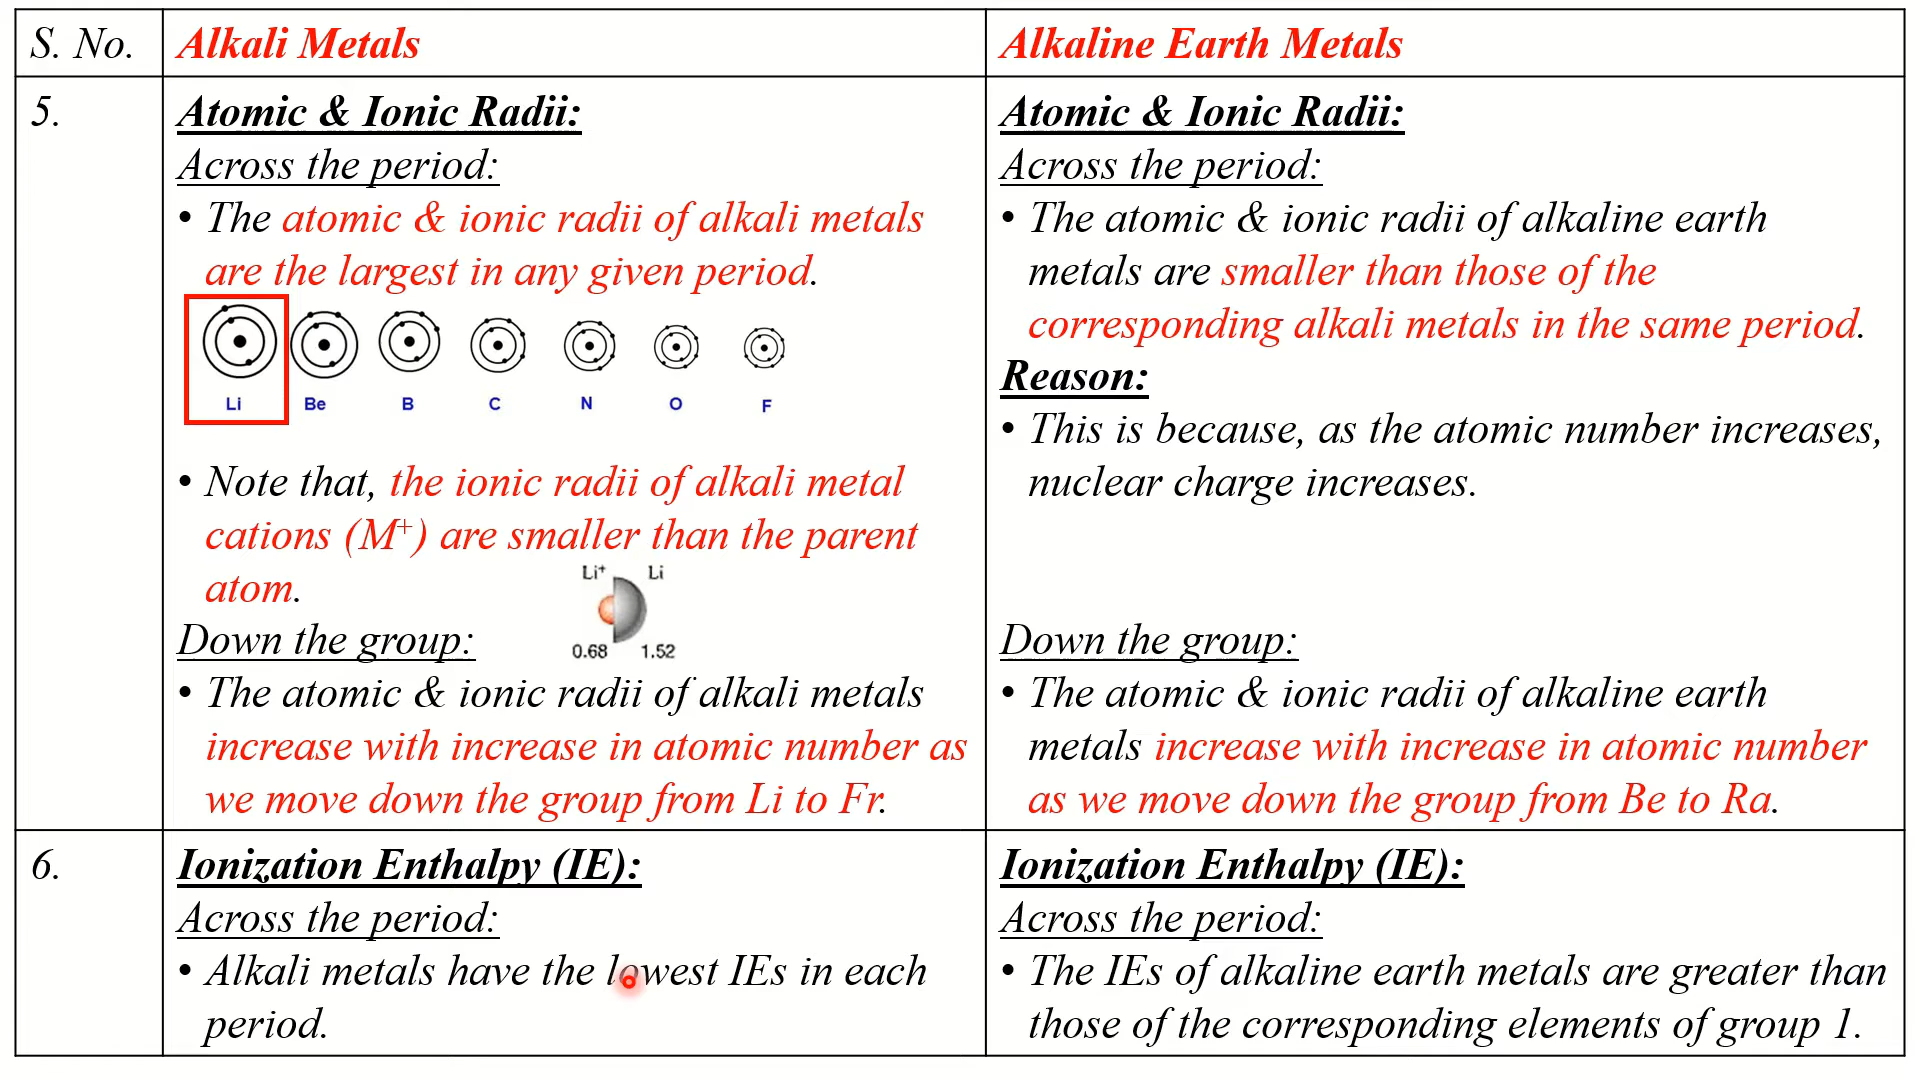 S. No.
Alkali Metals
Alkaline Earth Metals
5.
Atomic & Ionic Radii:
Across the period:
• The atomic & ionic radii of alkali metals
are the largest in any given period.
Li Be B C N O F
• Note that, the ionic radii of alkali metal
cations (M⁺) are smaller than the parent
atom.
Li⁺ Li
0.68 1.52
Down the group:
• The atomic & ionic radii of alkali metals
increase with increase in atomic number as
we move down the group from Li to Fr.
Atomic & Ionic Radii:
Across the period:
• The atomic & ionic radii of alkaline earth
metals are smaller than those of the
corresponding alkali metals in the same period.
Reason:
• This is because, as the atomic number increases,
nuclear charge increases.
Down the group:
• The atomic & ionic radii of alkaline earth
metals increase with increase in atomic number
as we move down the group from Be to Ra.
6.
Ionization Enthalpy (IE):
Across the period:
• Alkali metals have the lowest IEs in each
period.
Ionization Enthalpy (IE):
Across the period:
• The IEs of alkaline earth metals are greater than
those of the corresponding elements of group 1.